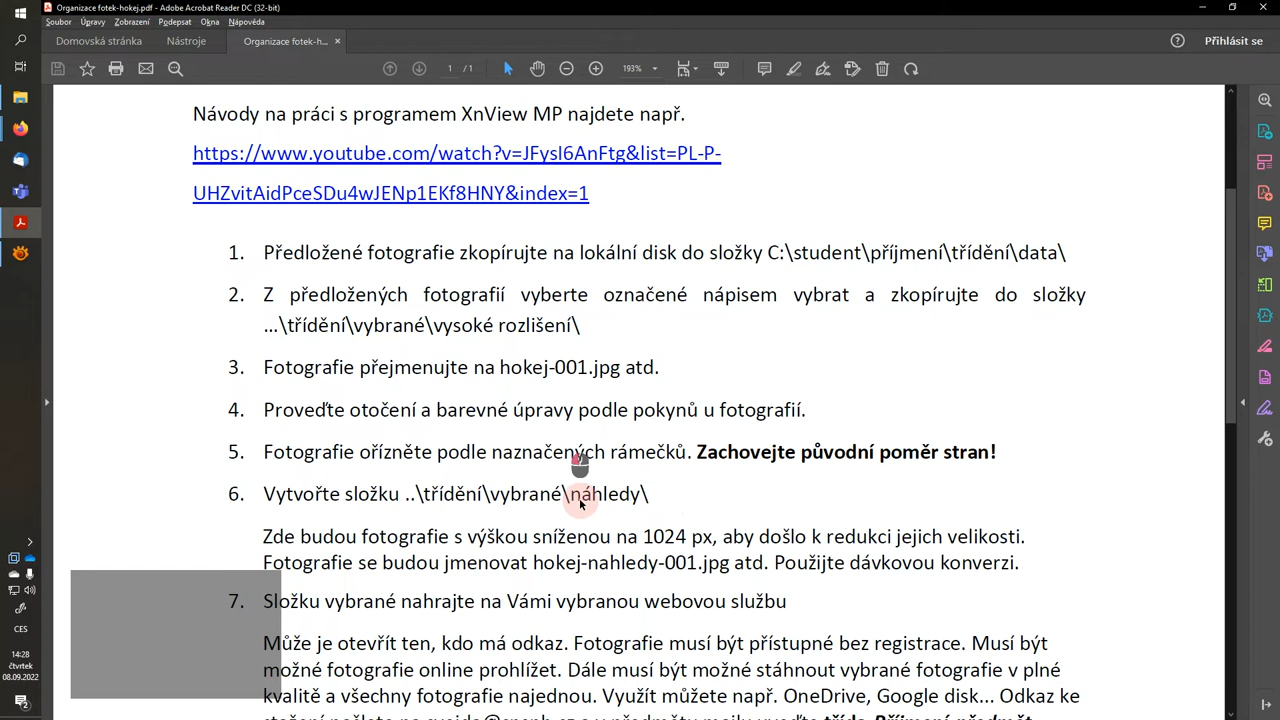 Organizace fotek-hokej.pdf - Adobe Acrobat Reader DC (32-bit)
Soubor Úpravy Zobrazení Podepsat Okna Nápověda
Domovská stránka Nástroje Organizace fotek-h... × Přihlásit se
1 / 1 193%
Návody na práci s programem XnView MP najdete např.
https://www.youtube.com/watch?v=JFysI6AnFtg&list=PL-P-
UHZvitAidPceSDu4wJENp1EKf8HNY&index=1
1. Předložené fotografie zkopírujte na lokální disk do složky C:\student\příjmení\třídění\data\
2. Z předložených fotografií vyberte označené nápisem vybrat a zkopírujte do složky
...\třídění\vybrané\vysoké rozlišení\
3. Fotografie přejmenujte na hokej-001.jpg atd.
4. Proveďte otočení a barevné úpravy podle pokynů u fotografií.
5. Fotografie ořízněte podle naznačených rámečků. Zachovejte původní poměr stran!
6. Vytvořte složku ..\třídění\vybrané\náhledy\
Zde budou fotografie s výškou sníženou na 1024 px, aby došlo k redukci jejich velikosti.
Fotografie se budou jmenovat hokej-nahledy-001.jpg atd. Použijte dávkovou konverzi.
7. Složku vybrané nahrajte na Vámi vybranou webovou službu
Může je otevřít ten, kdo má odkaz. Fotografie musí být přístupné bez registrace. Musí být
možné fotografie online prohlížet. Dále musí být možné stáhnout vybrané fotografie v plné
kvalitě a všechny fotografie najednou. Využít můžete např. OneDrive, Google disk... Odkaz ke
CES
14:28
čtvrtek
08.09.2022
2